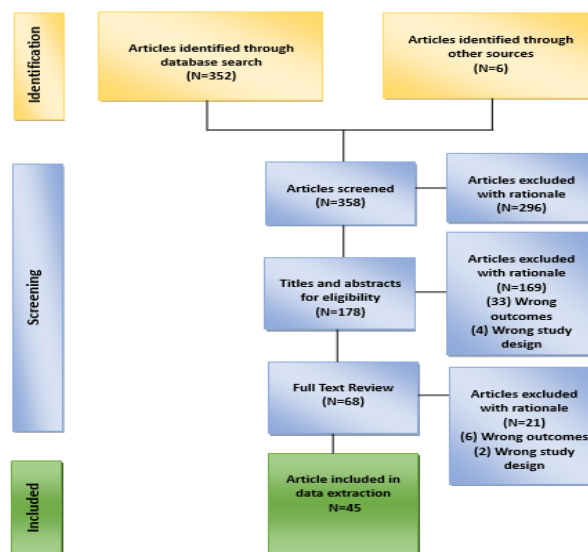 Identification
Articles identified through
database search
(N=352)
Articles identified through
other sources
(N=6)
Screening
Articles screened
(N=358)
Articles excluded
with rationale
(N=296)
Titles and abstracts
for eligibility
(N=178)
Articles excluded
with rationale
(N=169)
(33) Wrong
outcomes
(4) Wrong study
design
Full Text Review
(N=68)
Articles excluded
with rationale
(N=21)
(6) Wrong outcomes
(2) Wrong study
design
Included
Article included in
data extraction
N=45